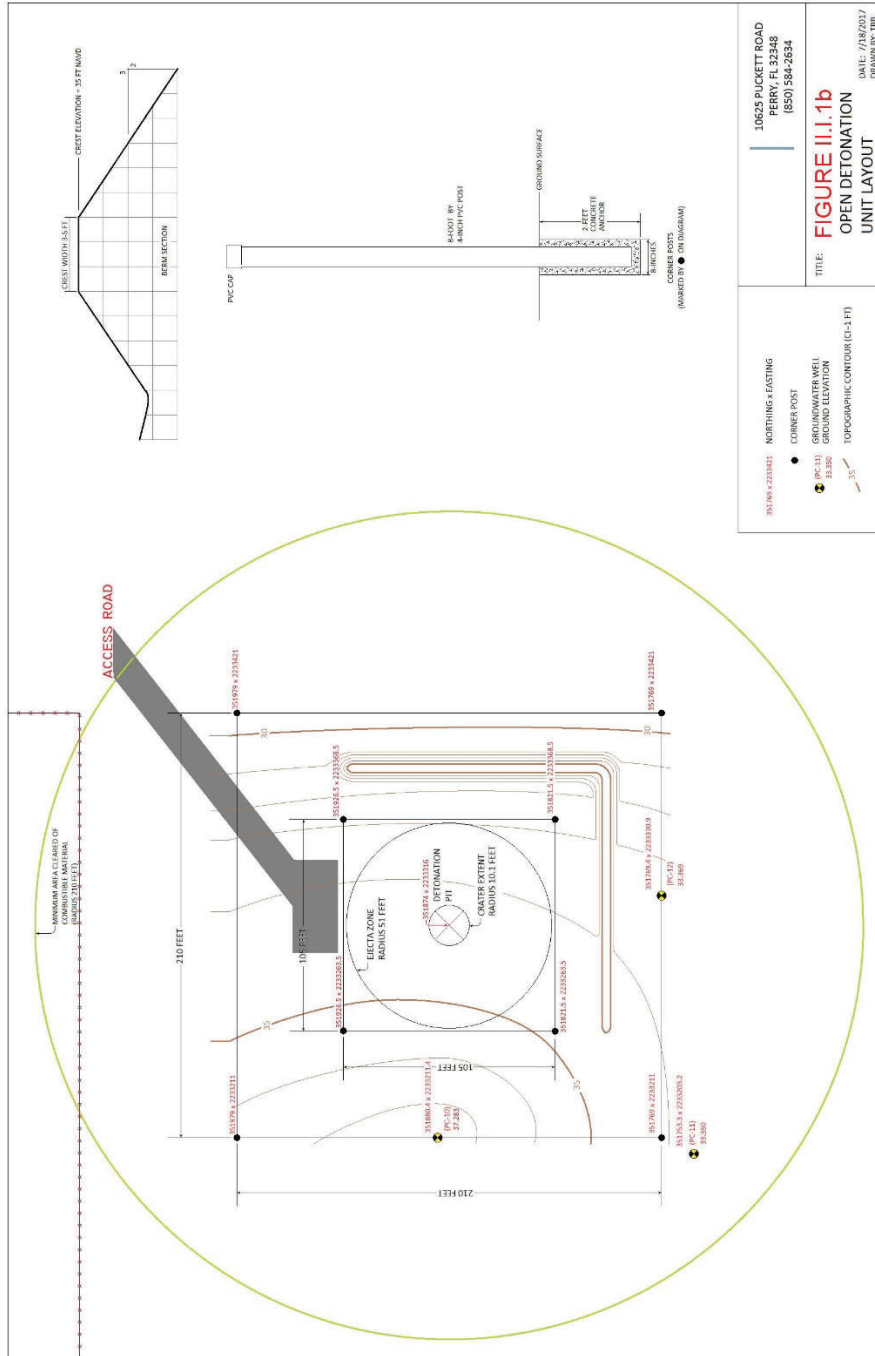 MINIMUM AREA CLEARED OF
COMBUSTIBLE MATERIAL
(RADIUS 210 FEET)
ACCESS ROAD
210 FEET
351979 x 2233211
351979 x 2233421
30
35
105 FEET
351926.5 x 2233263.5
351926.5 x 2233368.5
EJECTA ZONE
RADIUS 51 FEET
351874 x 2233316
DETONATION
PIT
CRATER EXTENT
RADIUS 10.1 FEET
105 FEET
351880.4 x 2233211.4
(PC-10)
37.283
351821.5 x 2233263.5
351821.5 x 2233368.5
35
30
210 FEET
351769 x 2233211
351769.4 x 2233330.9
(PC-12)
33.369
351769 x 2233421
351753.3 x 2233203.2
(PC-11)
33.350
CREST WIDTH 3-5 FT
CREST ELEVATION = 35 FT NAVD
3
2
BERM SECTION
PVC CAP
8-FOOT BY
4-INCH PVC POST
GROUND SURFACE
2 FEET
CONCRETE
ANCHOR
8-INCHES
CORNER POSTS
(MARKED BY ● ON DIAGRAM)
351769 x 2233421 NORTHING x EASTING
CORNER POST
(PC-11) GROUNDWATER WELL
33.350 GROUND ELEVATION
35 TOPOGRAPHIC CONTOUR (CI=1 FT)
10625 PUCKETT ROAD
PERRY, FL 32348
(850) 584-2634
TITLE: FIGURE II.I.1b
OPEN DETONATION
UNIT LAYOUT
DATE: 7/18/2017
DRAWN BY: TRB